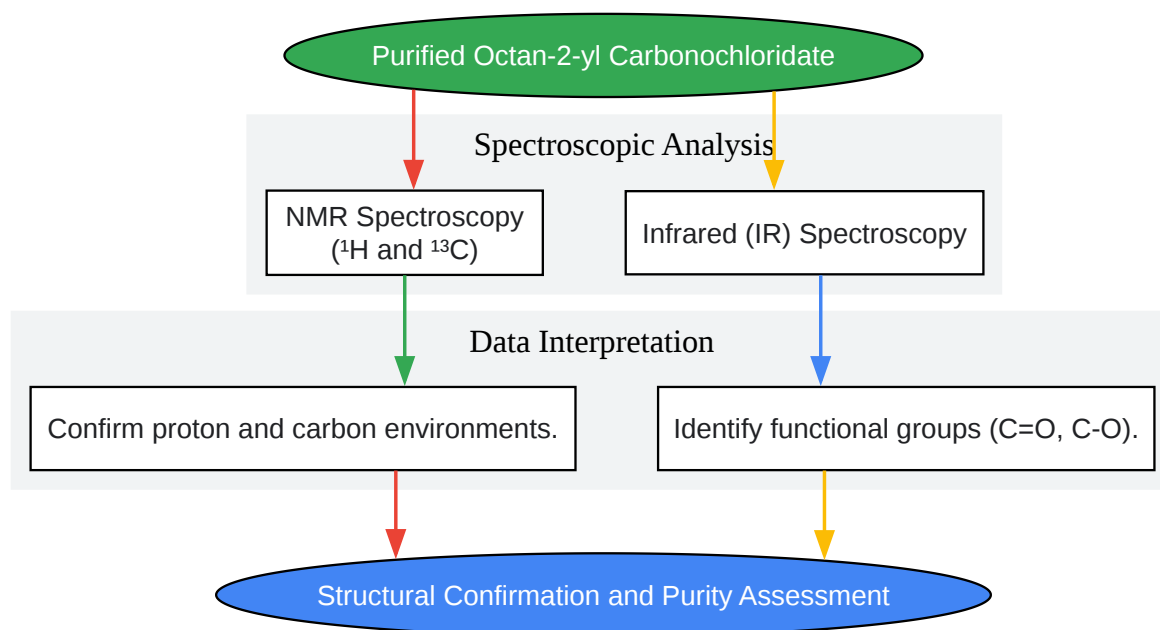 Purified Octan-2-yl Carbonochloridate
Spectroscopic Analysis
NMR Spectroscopy
(¹H and ¹³C)
Infrared (IR) Spectroscopy
Data Interpretation
Confirm proton and carbon environments.
Identify functional groups (C=O, C-O).
Structural Confirmation and Purity Assessment